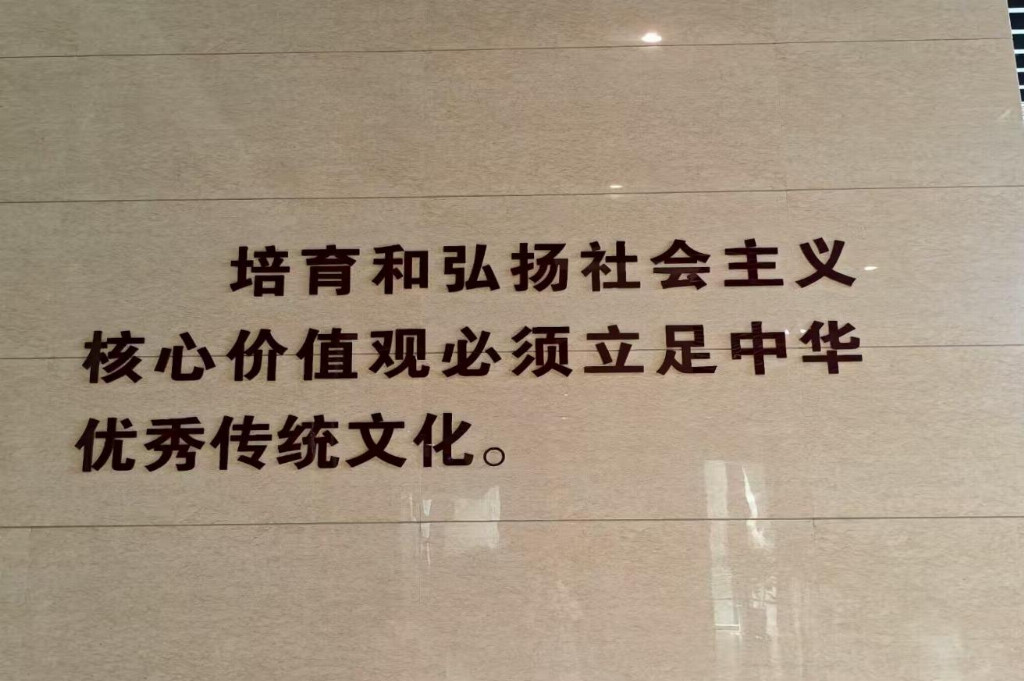 培育和弘扬社会主义
核心价值观必须立足中华
优秀传统文化。